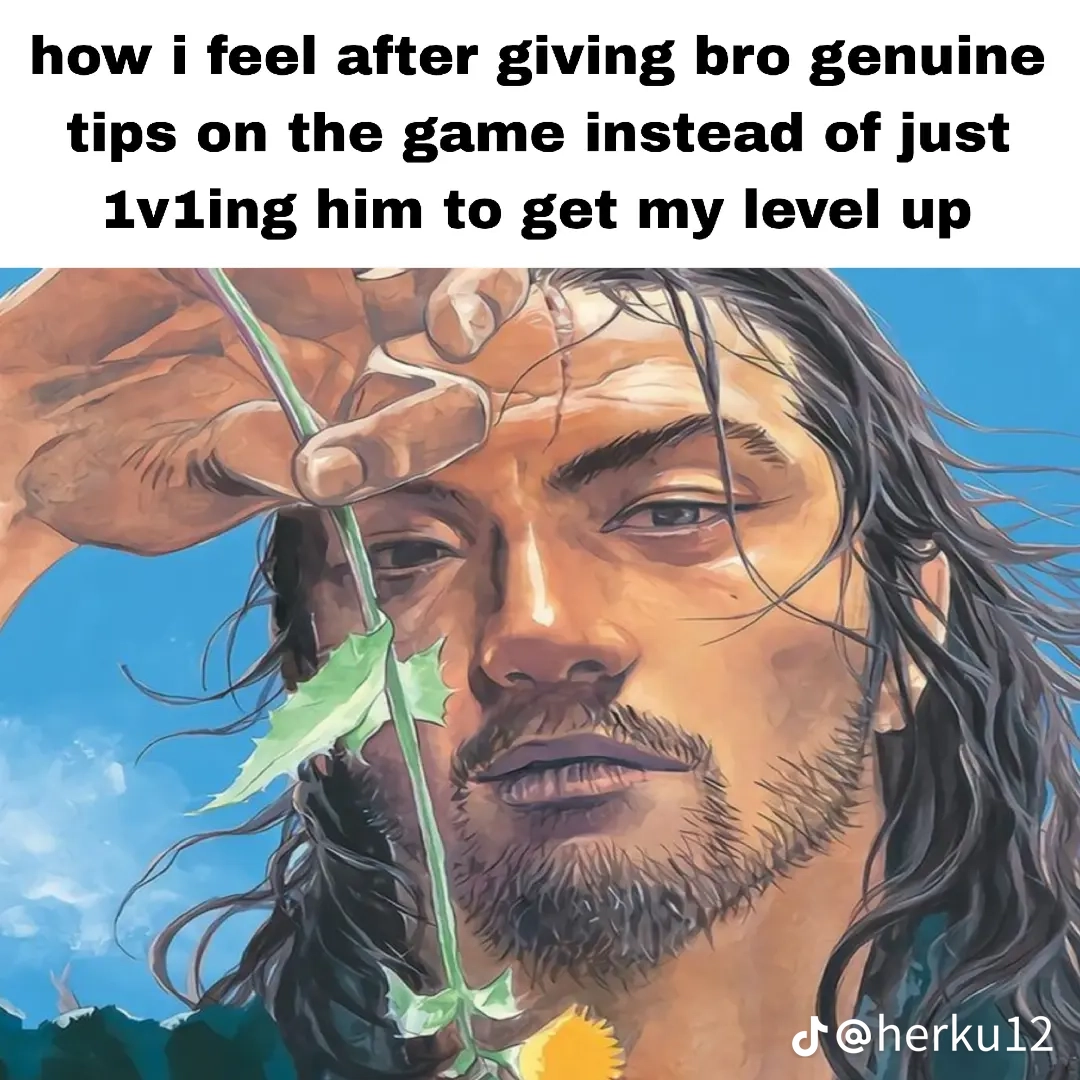 how i feel after giving bro genuine
tips on the game instead of just
1v1ing him to get my level up
@herku12